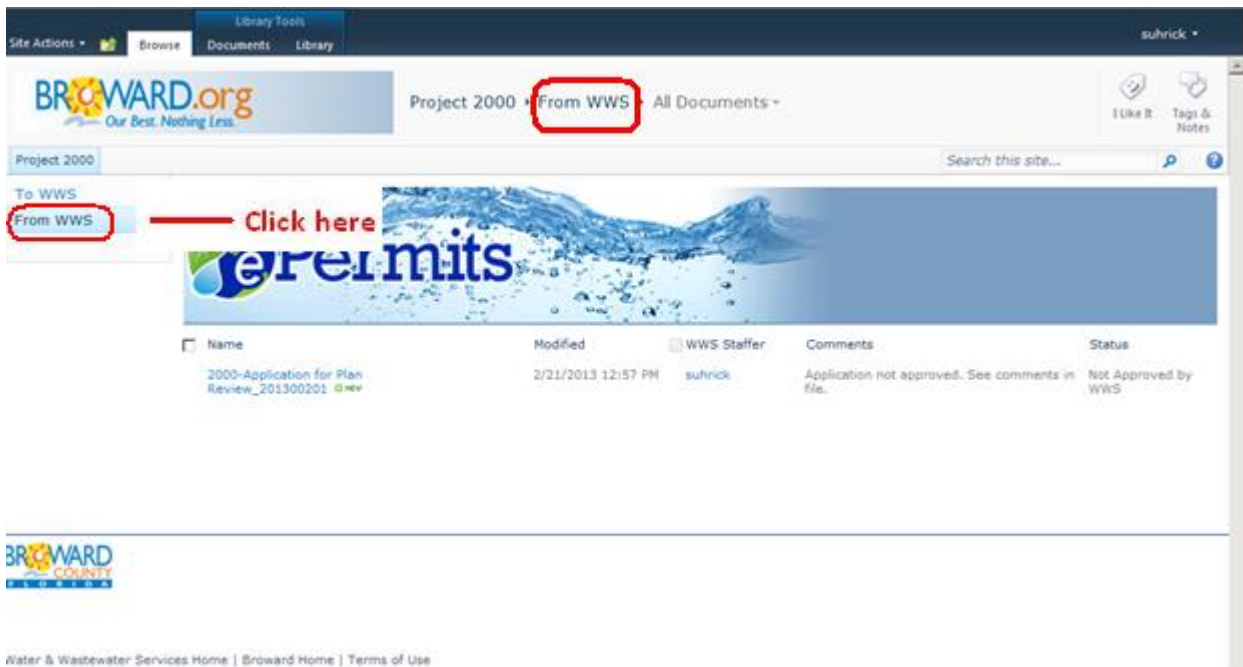 Library Tools
Site Actions Browse Documents Library suhrick
BROWARD.org
Our Best. Nothing Less.
Project 2000 From WWS All Documents
I Like It Tags & Notes
Project 2000 Search this site...
To WWS
From WWS Click here
ePermits
Name Modified WWS Staffer Comments Status
2000-Application for Plan 2/21/2013 12:57 PM suhrick Application not approved. See comments in Not Approved by
Review_201300201 NEW file. WWS
BROWARD
COUNTY
FLORIDA
Water & Wastewater Services Home | Broward Home | Terms of Use